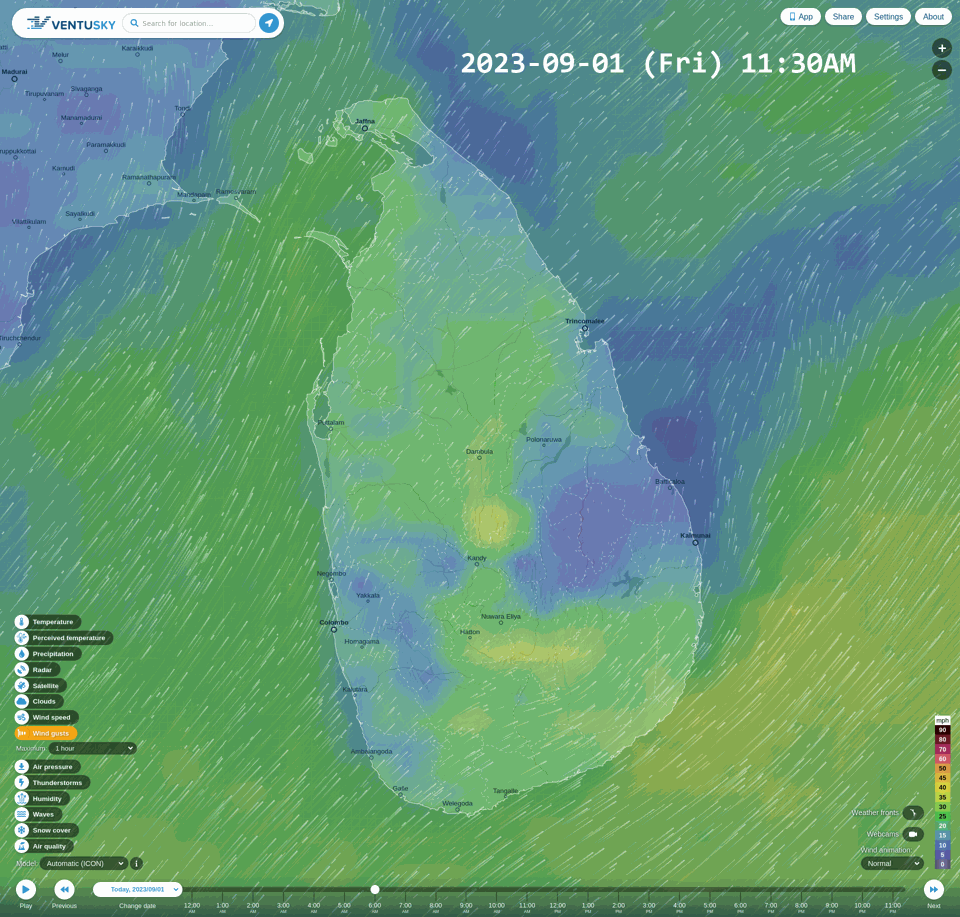 VENTUSKY
Search for location...
App
Share
Settings
About
2023-09-01 (Fri) 11:30AM
+
−
Melur
Karaikkudi
Madurai
Tirupuvanam
Sivaganga
Manamadurai
Tondi
Paramakkudi
Kamudi
Ramanathapuram
Mandapam
Rameswaram
Sayalkudi
Vilattikulam
Tiruchchendur
Jaffna
Trincomalee
Puttalam
Polonaruwa
Dambula
Batticaloa
Kalmunai
Kandy
Negombo
Yakkala
Nuwara Eliya
Colombo
Hatton
Homagama
Kalutara
Ambalangoda
Galle
Tangalle
Weligoda
Temperature
Perceived temperature
Precipitation
Radar
Satellite
Clouds
Wind speed
Wind gusts
Maximum: 1 hour
Air pressure
Thunderstorms
Humidity
Waves
Snow cover
Air quality
Model: Automatic (ICON) i
mph
90
80
70
60
50
45
40
35
30
25
20
15
10
5
0
Weather fronts
Webcams
Wind animation:
Normal
Play
Previous
Today, 2023/09/01
Change date
12:00 AM
1:00 AM
2:00 AM
3:00 AM
4:00 AM
5:00 AM
6:00 AM
7:00 AM
8:00 AM
9:00 AM
10:00 AM
11:00 AM
12:00 PM
1:00 PM
2:00 PM
3:00 PM
4:00 PM
5:00 PM
6:00 PM
7:00 PM
8:00 PM
9:00 PM
10:00 PM
11:00 PM
Next